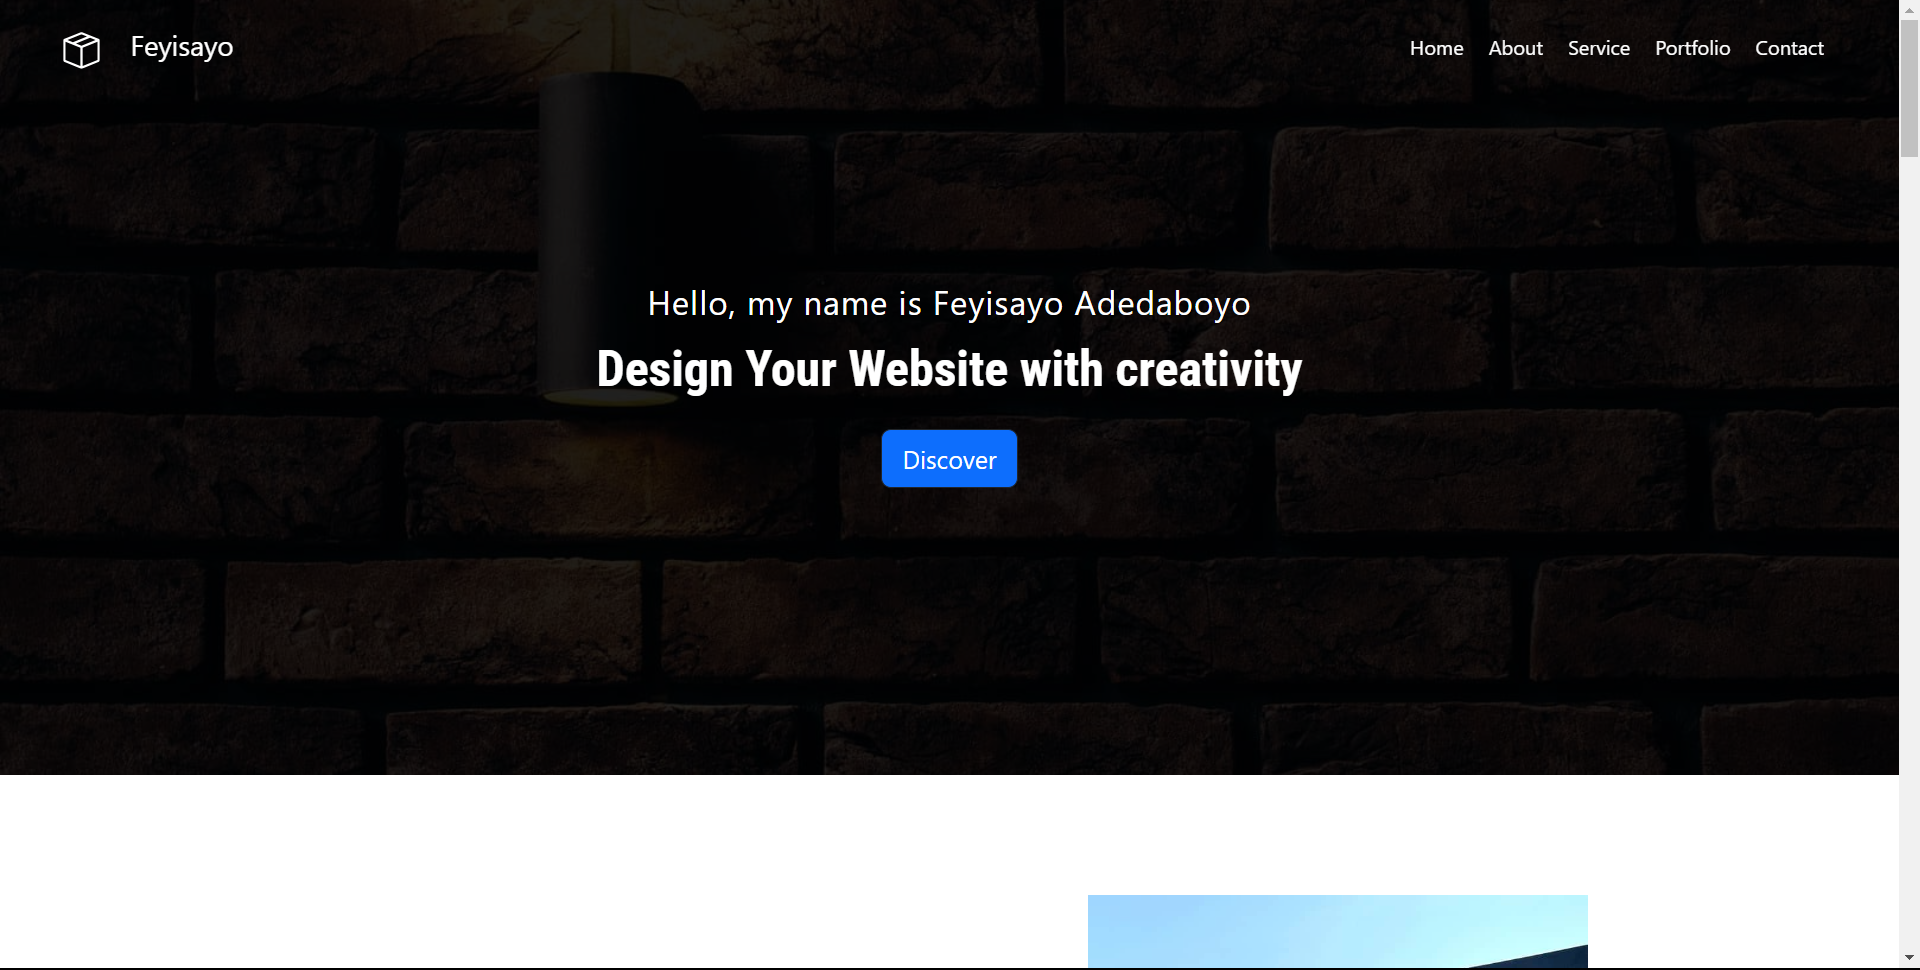 Feyisayo
Home About Service Portfolio Contact
Hello, my name is Feyisayo Adedaboyo
Design Your Website with creativity
Discover